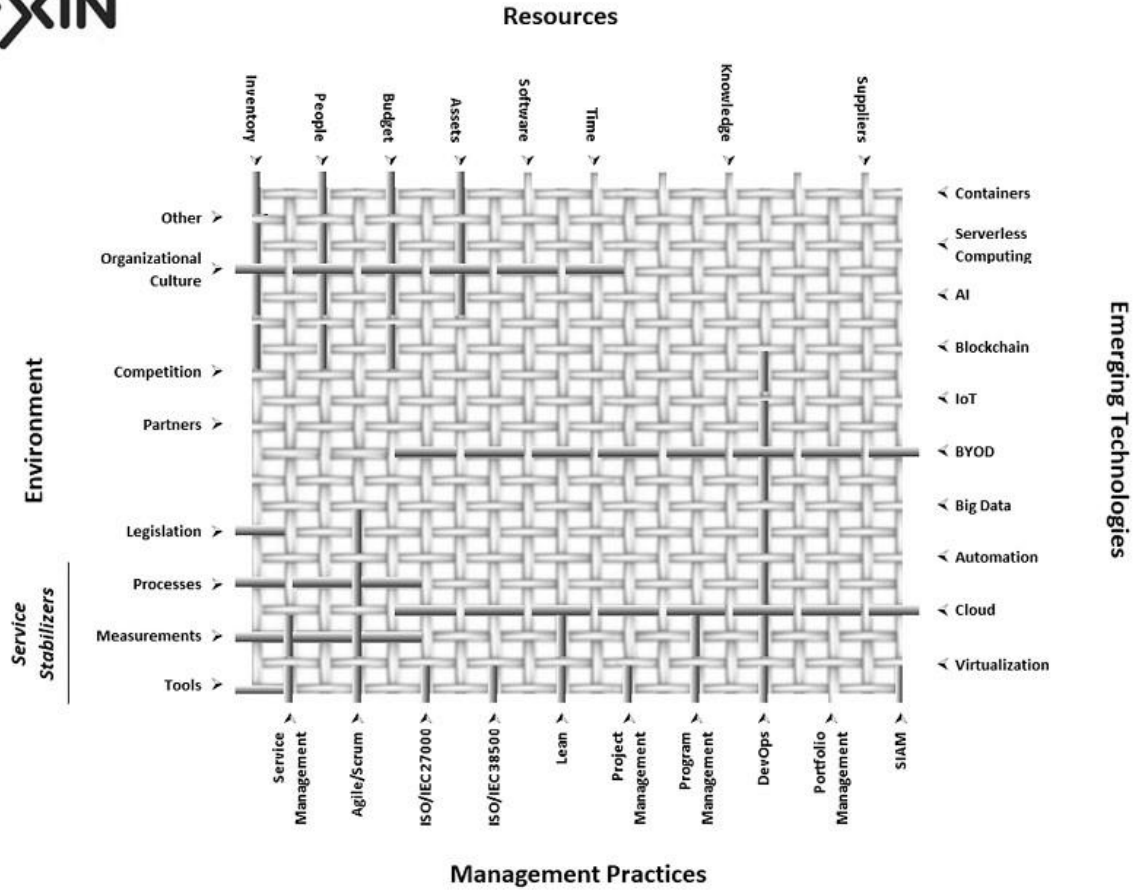 XIN
Resources
Inventory
People
Budget
Assets
Software
Time
Knowledge
Suppliers
Other
Organizational
Culture
Competition
Partners
Legislation
Processes
Measurements
Tools
Environment
Service
Stabilizers
Containers
Serverless
Computing
AI
Blockchain
IoT
BYOD
Big Data
Automation
Cloud
Virtualization
Emerging Technologies
Service
Management
Agile/Scrum
ISO/IEC27000
ISO/IEC38500
Lean
Project
Management
Program
Management
DevOps
Portfolio
Management
SIAM
Management Practices